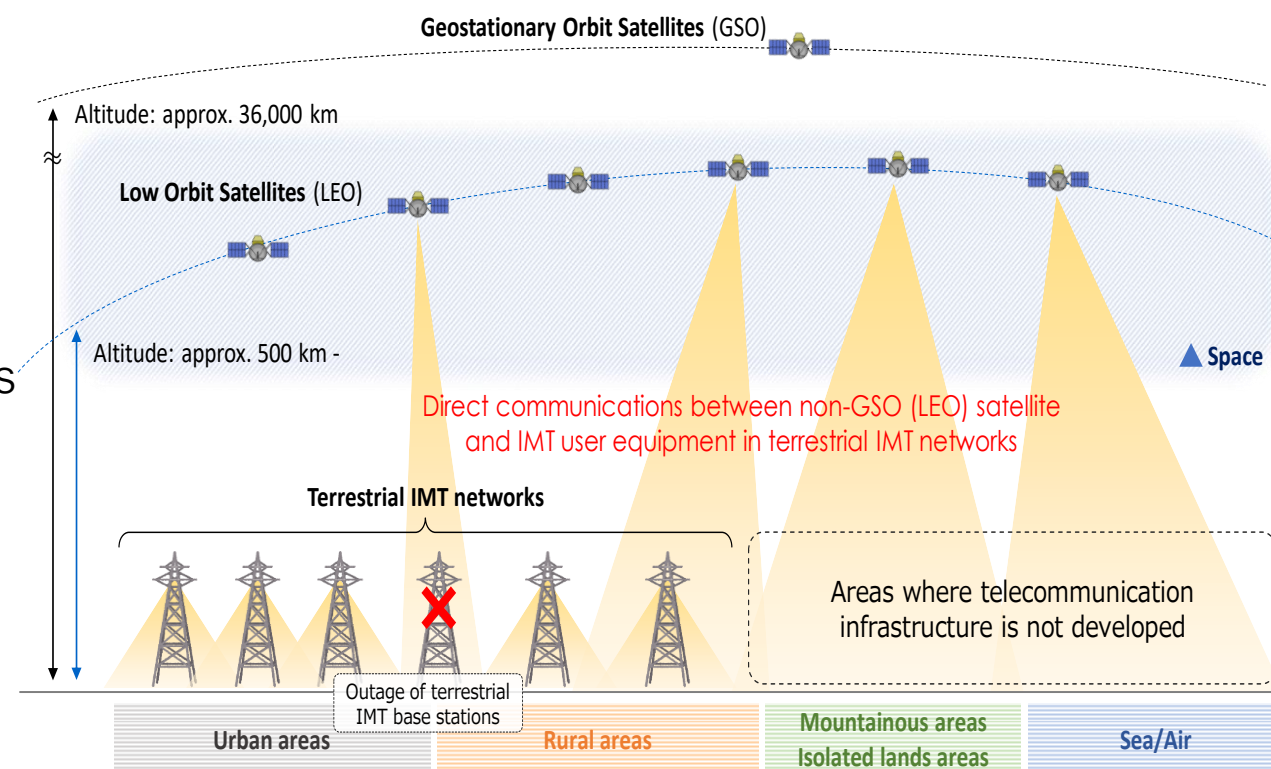 Geostationary Orbit Satellites (GSO)
Altitude: approx. 36,000 km
Low Orbit Satellites (LEO)
Altitude: approx. 500 km -
Space
S
Direct communications between non-GSO (LEO) satellite
and IMT user equipment in terrestrial IMT networks
Terrestrial IMT networks
Areas where telecommunication
infrastructure is not developed
Outage of terrestrial
IMT base stations
Urban areas
Rural areas
Mountainous areas
Isolated lands areas
Sea/Air